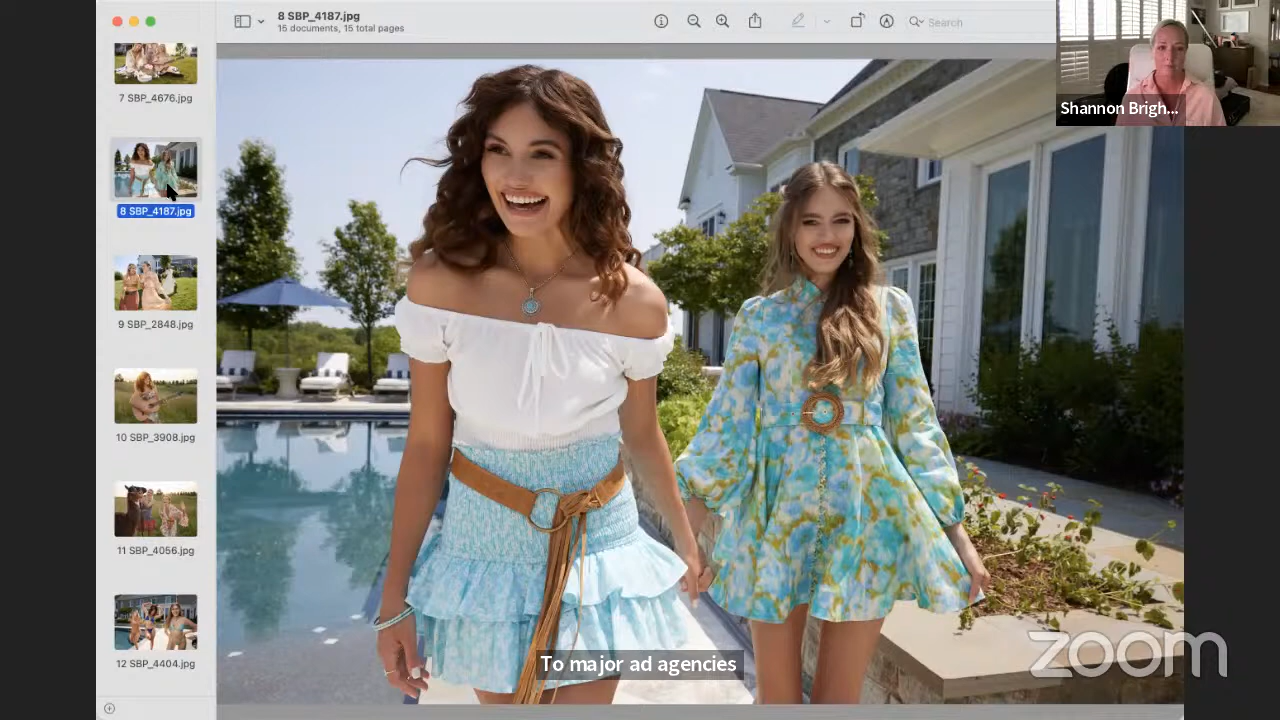 8 SBP_4187.jpg
15 documents, 15 total pages
Search
Shannon Brigh...
7 SBP_4676.jpg
8 SBP_4187.jpg
9 SBP_2848.jpg
10 SBP_3908.jpg
11 SBP_4056.jpg
12 SBP_4404.jpg
To major ad agencies
zoom